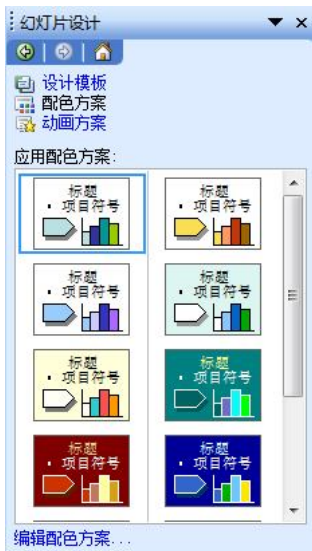 幻灯片设计
设计模板
配色方案
动画方案
应用配色方案:
标题
· 项目符号
标题
· 项目符号
标题
· 项目符号
标题
· 项目符号
标题
· 项目符号
标题
· 项目符号
标题
· 项目符号
标题
· 项目符号
编辑配色方案...